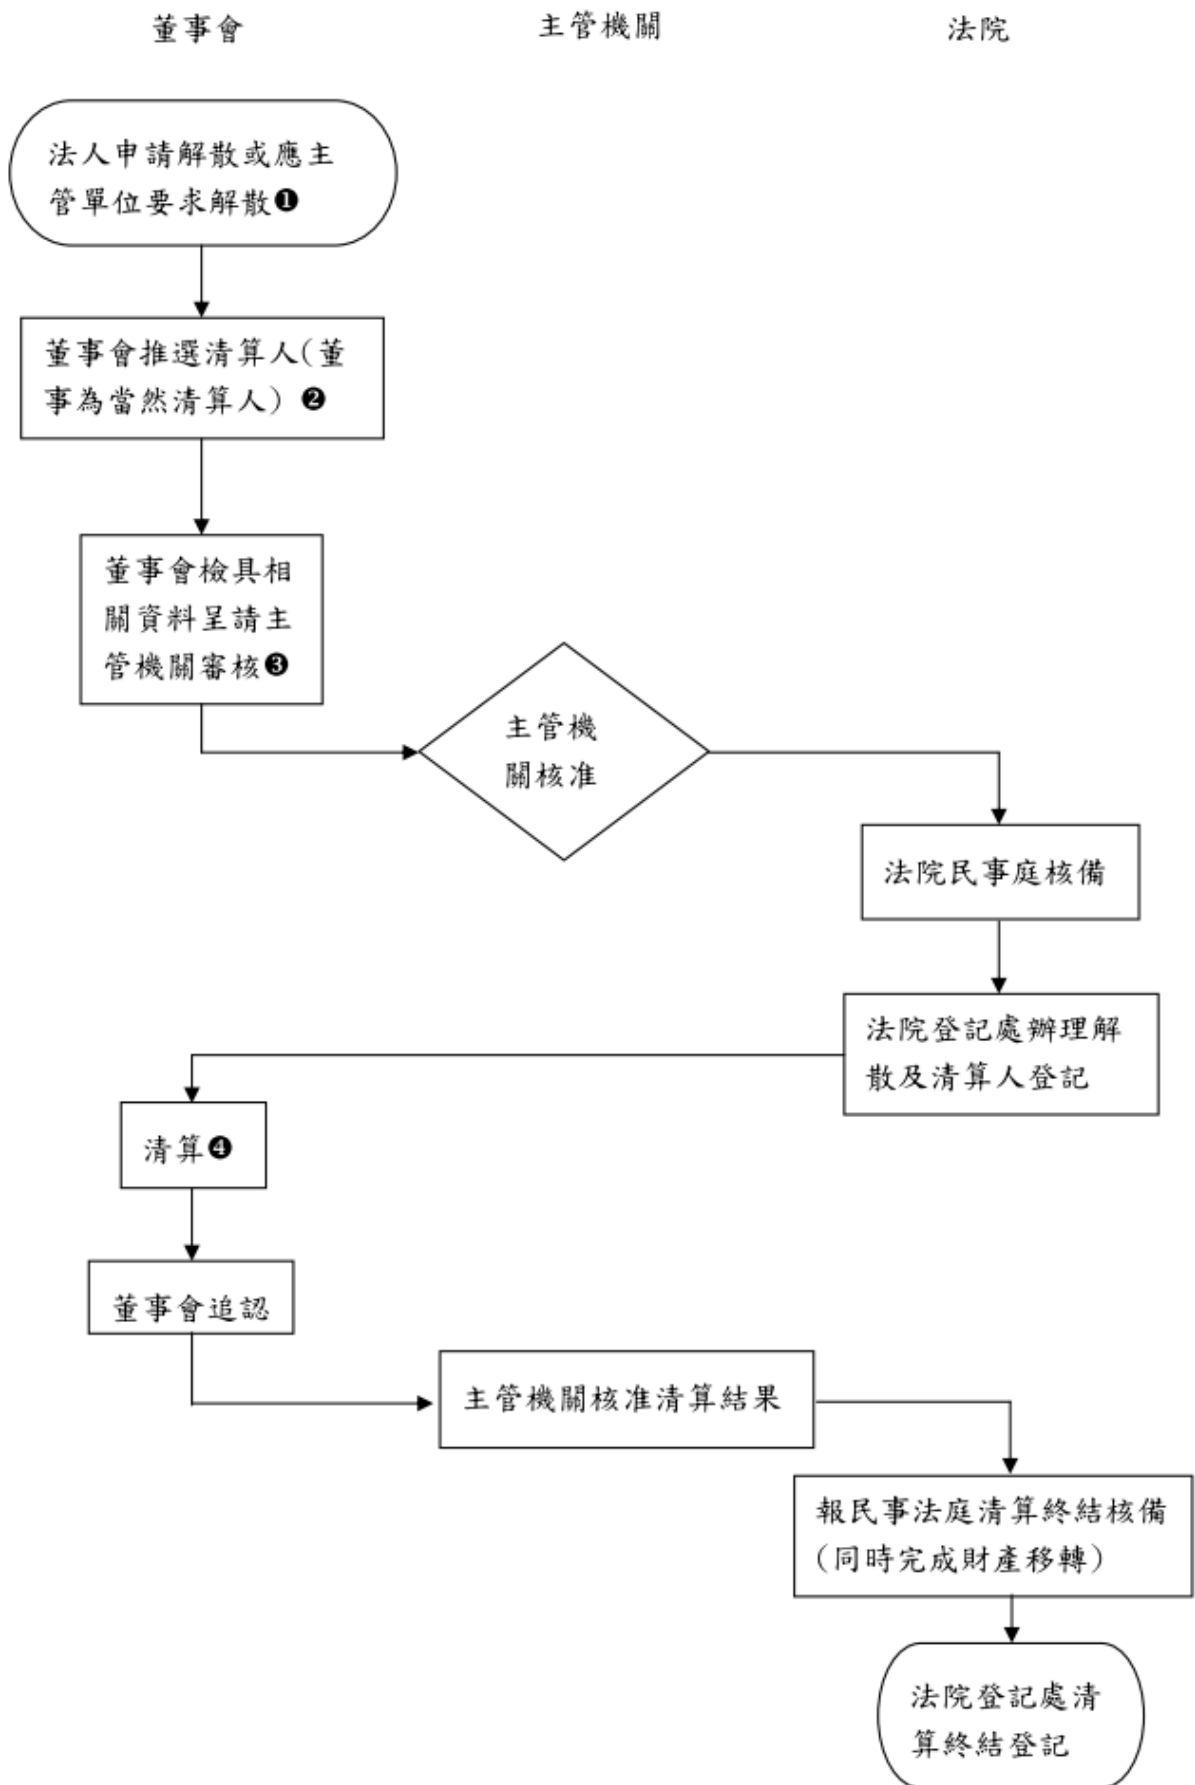 董事會
主管機關
法院
法人申請解散或應主
管單位要求解散❶
董事會推選清算人(董
事為當然清算人)❷
董事會檢具相
關資料呈請主
管機關審核❸
主管機
關核准
法院民事庭核備
法院登記處辦理解
散及清算人登記
清算❹
董事會追認
主管機關核准清算結果
報民事法庭清算終結核備
(同時完成財產移轉)
法院登記處清
算終結登記